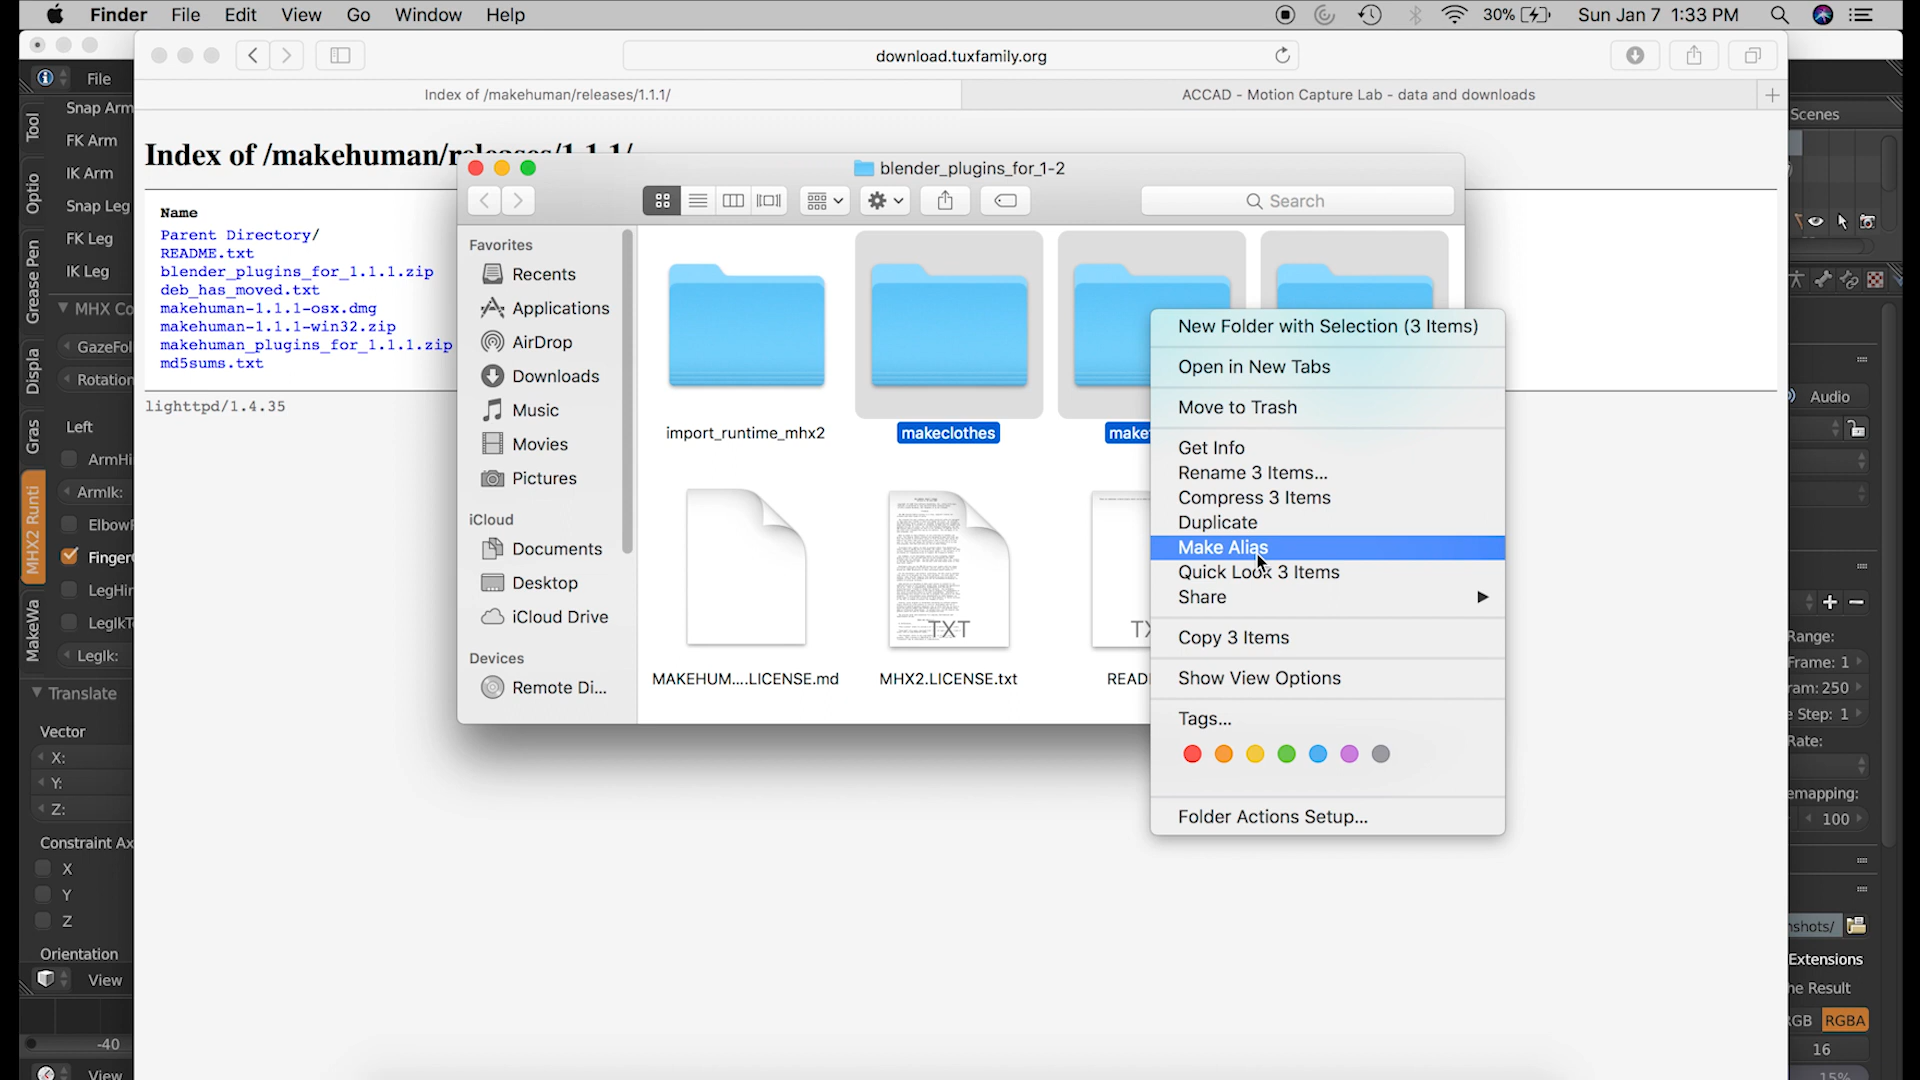 Finder File Edit View Go Window Help
30% Sun Jan 7 1:33 PM
download.tuxfamily.org
Index of /makehuman/releases/1.1.1/
ACCAD - Motion Capture Lab - data and downloads
Index of /makehuman/releases/1.1.1/
Name
Parent Directory/
README.txt
blender_plugins_for_1.1.1.zip
deb_has_moved.txt
makehuman-1.1.1-osx.dmg
makehuman-1.1.1-win32.zip
makehuman_plugins_for_1.1.1.zip
md5sums.txt
lighttpd/1.4.35
File
Snap Arm
FK Arm
IK Arm
Snap Leg
FK Leg
IK Leg
MHX Co
GazeFol
Rotation
Left
ArmHi
ArmIk:
Elbow
Finger
LegHin
LegIkT
LegIk:
Translate
Vector
X:
Y:
Z:
Constraint Ax
X
Y
Z
Orientation
View
-40
View
Tool
Optio
Grease Pen
Displa
Gras
MHX2 Runti
MakeWa
blender_plugins_for_1-2
Search
Favorites
Recents
Applications
AirDrop
Downloads
Music
Movies
Pictures
iCloud
Documents
Desktop
iCloud Drive
Devices
Remote Di...
import_runtime_mhx2
makeclothes
make
TXT
MAKEHUM....LICENSE.md
MHX2.LICENSE.txt
READ
New Folder with Selection (3 Items)
Open in New Tabs
Move to Trash
Get Info
Rename 3 Items...
Compress 3 Items
Duplicate
Make Alias
Quick Look 3 Items
Share
Copy 3 Items
Show View Options
Tags...
Folder Actions Setup...
Scenes
Audio
Range:
Frame: 1
ram: 250
e Step: 1
Rate:
emapping:
100
nshots/
Extensions
he Result
RGB RGBA
16
15%